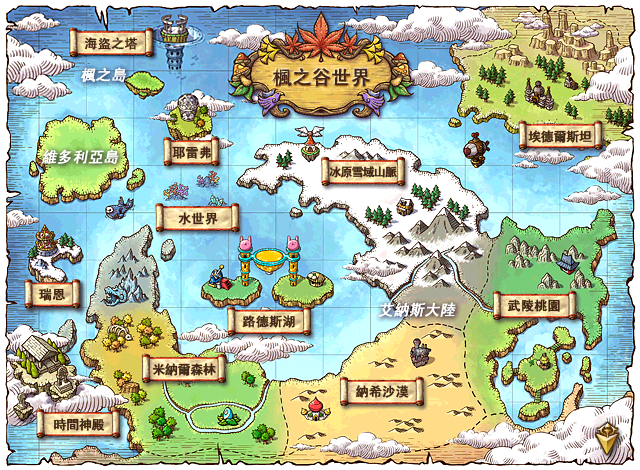 海盜之塔
楓之島
楓之谷世界
埃德爾斯坦
耶雷弗
維多利亞島
冰原雪域山脈
水世界
瑞恩
艾納斯大陸
武陵桃園
路德斯湖
米納爾森林
納希沙漠
時間神殿